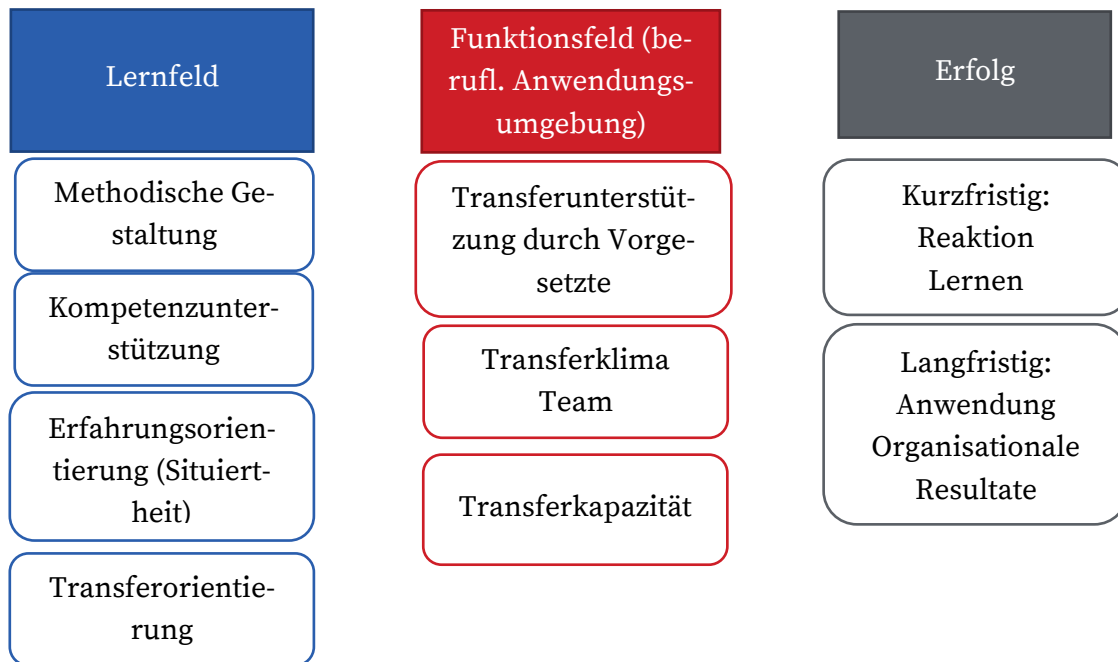 Lernfeld
Methodische Ge-
staltung
Kompetenzunter-
stützung
Erfahrungsorien-
tierung (Situiert-
heit)
Transferorientie-
rung
Funktionsfeld (be-
rufl. Anwendungs-
umgebung)
Transferunterstüt-
zung durch Vorge-
setzte
Transferklima
Team
Transferkapazität
Erfolg
Kurzfristig:
Reaktion
Lernen
Langfristig:
Anwendung
Organisationale
Resultate